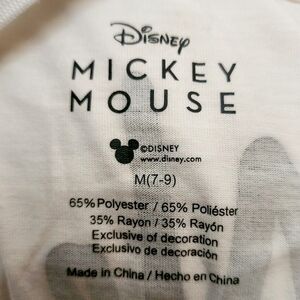 Disney
MICKEY
MOUSE
©DISNEY
www.disney.com
M(7-9)
65% Polyester / 65% Poliéster
35% Rayon / 35% Rayón
Exclusive of decoration
Exclusivo de decoración
Made in China / Hecho en China